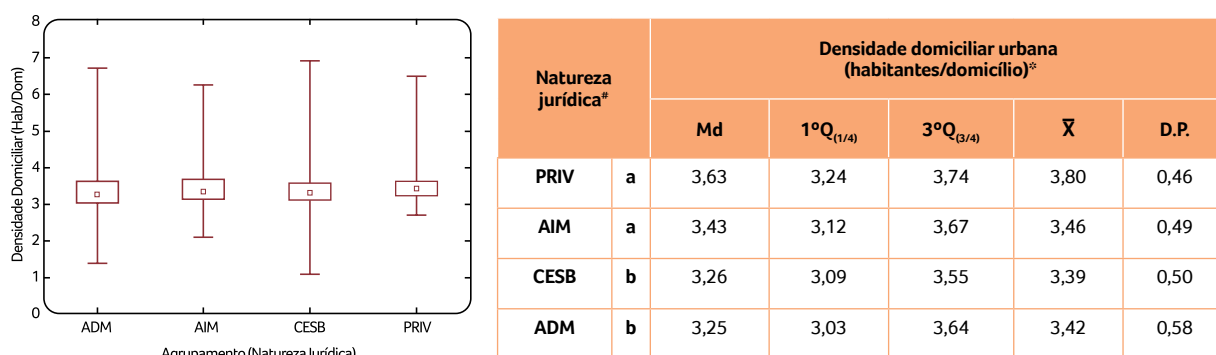 8
7
6
5
4
3
2
1
0
Densidade Domiciliar (Hab/Dom)
ADM AIM CESB PRIV
Agrupamento (Natureza Jurídica)
Natureza jurídica# Densidade domiciliar urbana
(habitantes/domicílio)*
Md 1ºQ(1/4) 3ºQ(3/4) X̅ D.P.
PRIV a 3,63 3,24 3,74 3,80 0,46
AIM a 3,43 3,12 3,67 3,46 0,49
CESB b 3,26 3,09 3,55 3,39 0,50
ADM b 3,25 3,03 3,64 3,42 0,58